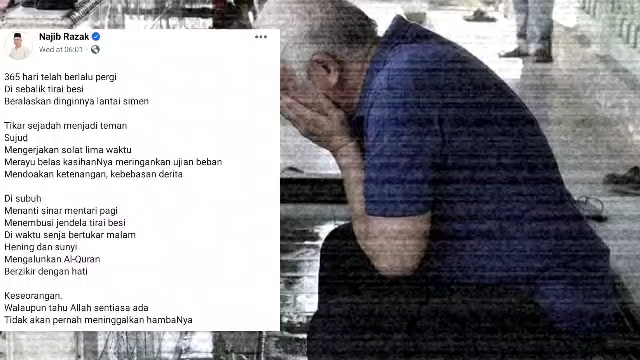 Najib Razak
Wed at 06:01 ·
365 hari telah berlalu pergi
Di sebalik tirai besi
Beralaskan dinginnya lantai simen
Tikar sejadah menjadi teman
Sujud
Mengerjakan solat lima waktu
Merayu belas kasihanNya meringankan ujian beban
Mendoakan ketenangan, kebebasan derita
Di subuh
Menanti sinar mentari pagi
Menembusi jendela tirai besi
Di waktu senja bertukar malam
Hening dan sunyi
Mengalunkan Al-Quran
Berzikir dengan hati
Keseorangan.
Walaupun tahu Allah sentiasa ada
Tidak akan pernah meninggalkan hambaNya